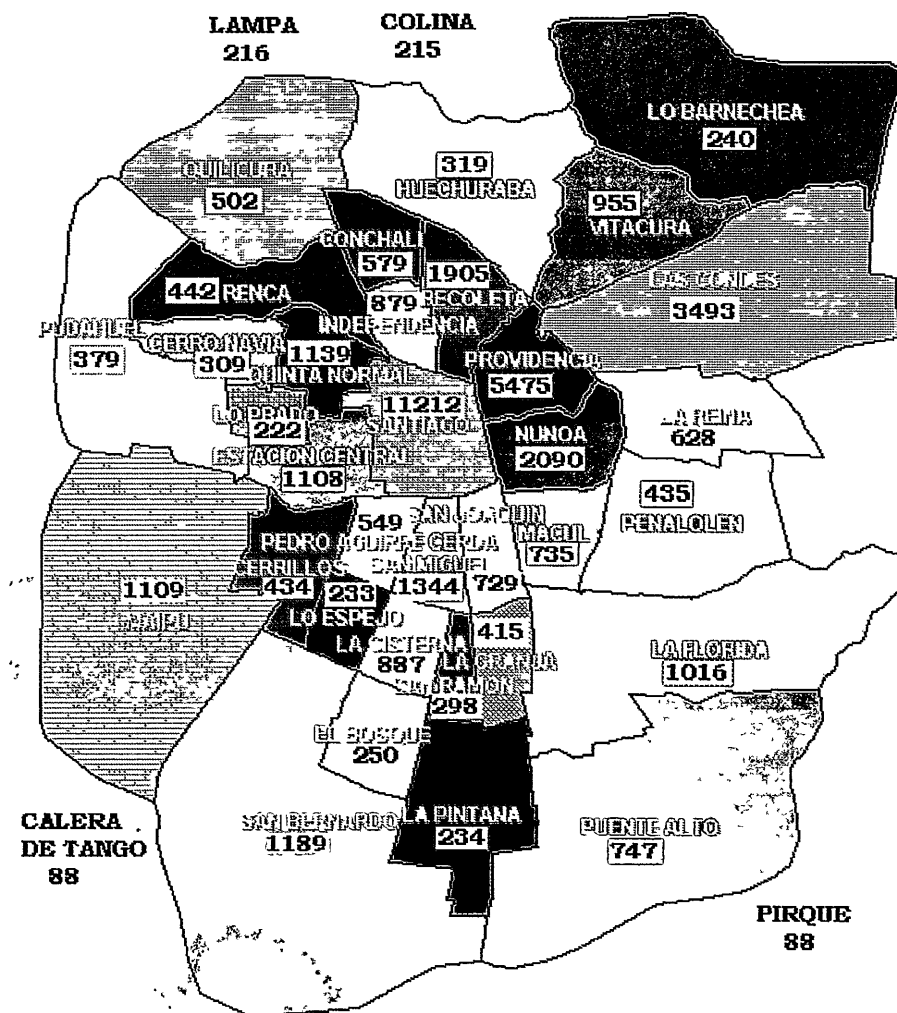 LAMPA
216
COLINA
215
LO BARNECHEA
240
319
HUECHURABA
QUILICURA
502
955
VITACURA
CONCHALI
579
1905
RECOLETA
LAS CONDES
3493
442 RENCA
879
INDEPENDENCIA
PUDAHUEL
379
CERRO NAVIA
309
1139
QUINTA NORMAL
PROVIDENCIA
5475
11212
SANTIAGO
LO PRADO
222
LA REINA
628
NUNOA
2090
ESTACION CENTRAL
1108
435
PENALOLEN
549
SAN JOAQUIN
MACUL
735
PEDRO AGUIRRE CERDA
CERRILLOS
434
SAN MIGUEL
1344
729
1109
MAIPU
233
LO ESPEJO
415
LA CISTERNA
887
LA GRANJA
LA FLORIDA
1016
SAN RAMON
298
EL BOSQUE
250
CALERA
DE TANGO
88
SAN BERNARDO
1189
LA PINTANA
234
PUENTE ALTO
747
PIRQUE
88